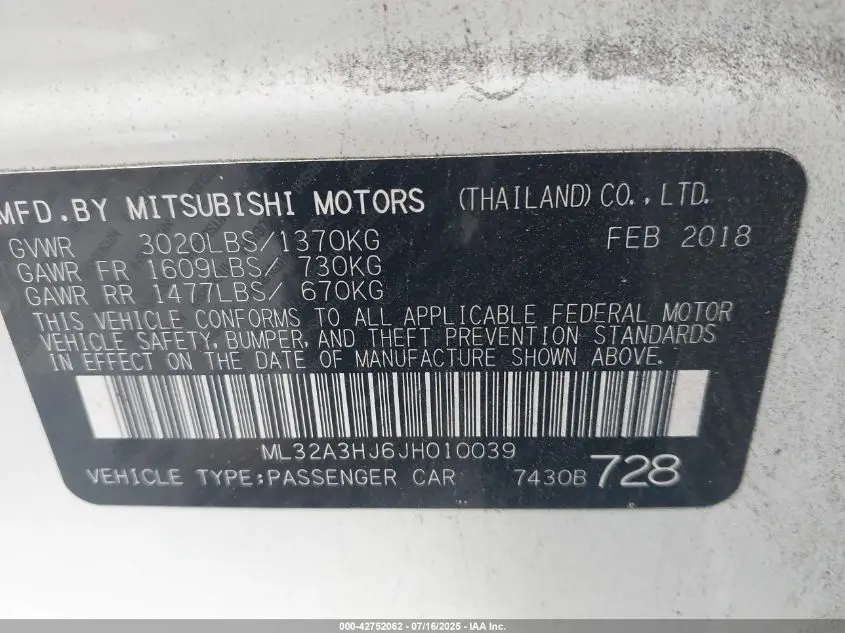 MFD.BY MITSUBISHI MOTORS (THAILAND) CO.,LTD.
GVWR 3020LBS/1370KG FEB 2018
GAWR FR 1609LBS/ 730KG
GAWR RR 1477LBS/ 670KG
THIS VEHICLE CONFORMS TO ALL APPLICABLE FEDERAL MOTOR
VEHICLE SAFETY, BUMPER, AND THEFT PREVENTION STANDARDS
IN EFFECT ON THE DATE OF MANUFACTURE SHOWN ABOVE.
ML32A3HJ6JH010039
VEHICLE TYPE:PASSENGER CAR 7430B 728
000-42752062 - 07/16/2025 - IAA Inc.